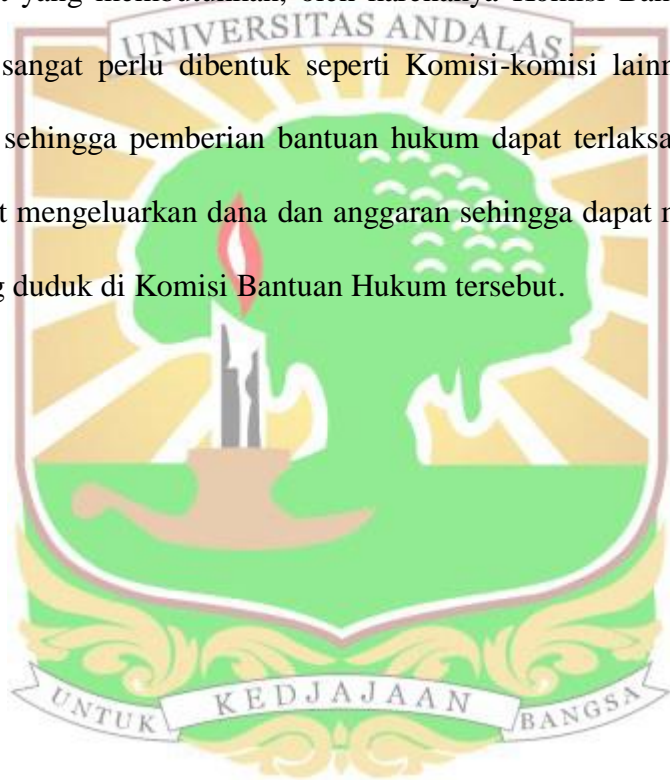 yang membutuhkan, oleh karenanya Komisi Ban
UNIVERSITAS ANDALAS
sangat perlu dibentuk seperti Komisi-komisi lain
sehingga pemberian bantuan hukum dapat terlaksa
t mengeluarkan dana dan anggaran sehingga dapat
g duduk di Komisi Bantuan Hukum tersebut.
UNTUK KEDJAJAAN BANGSA